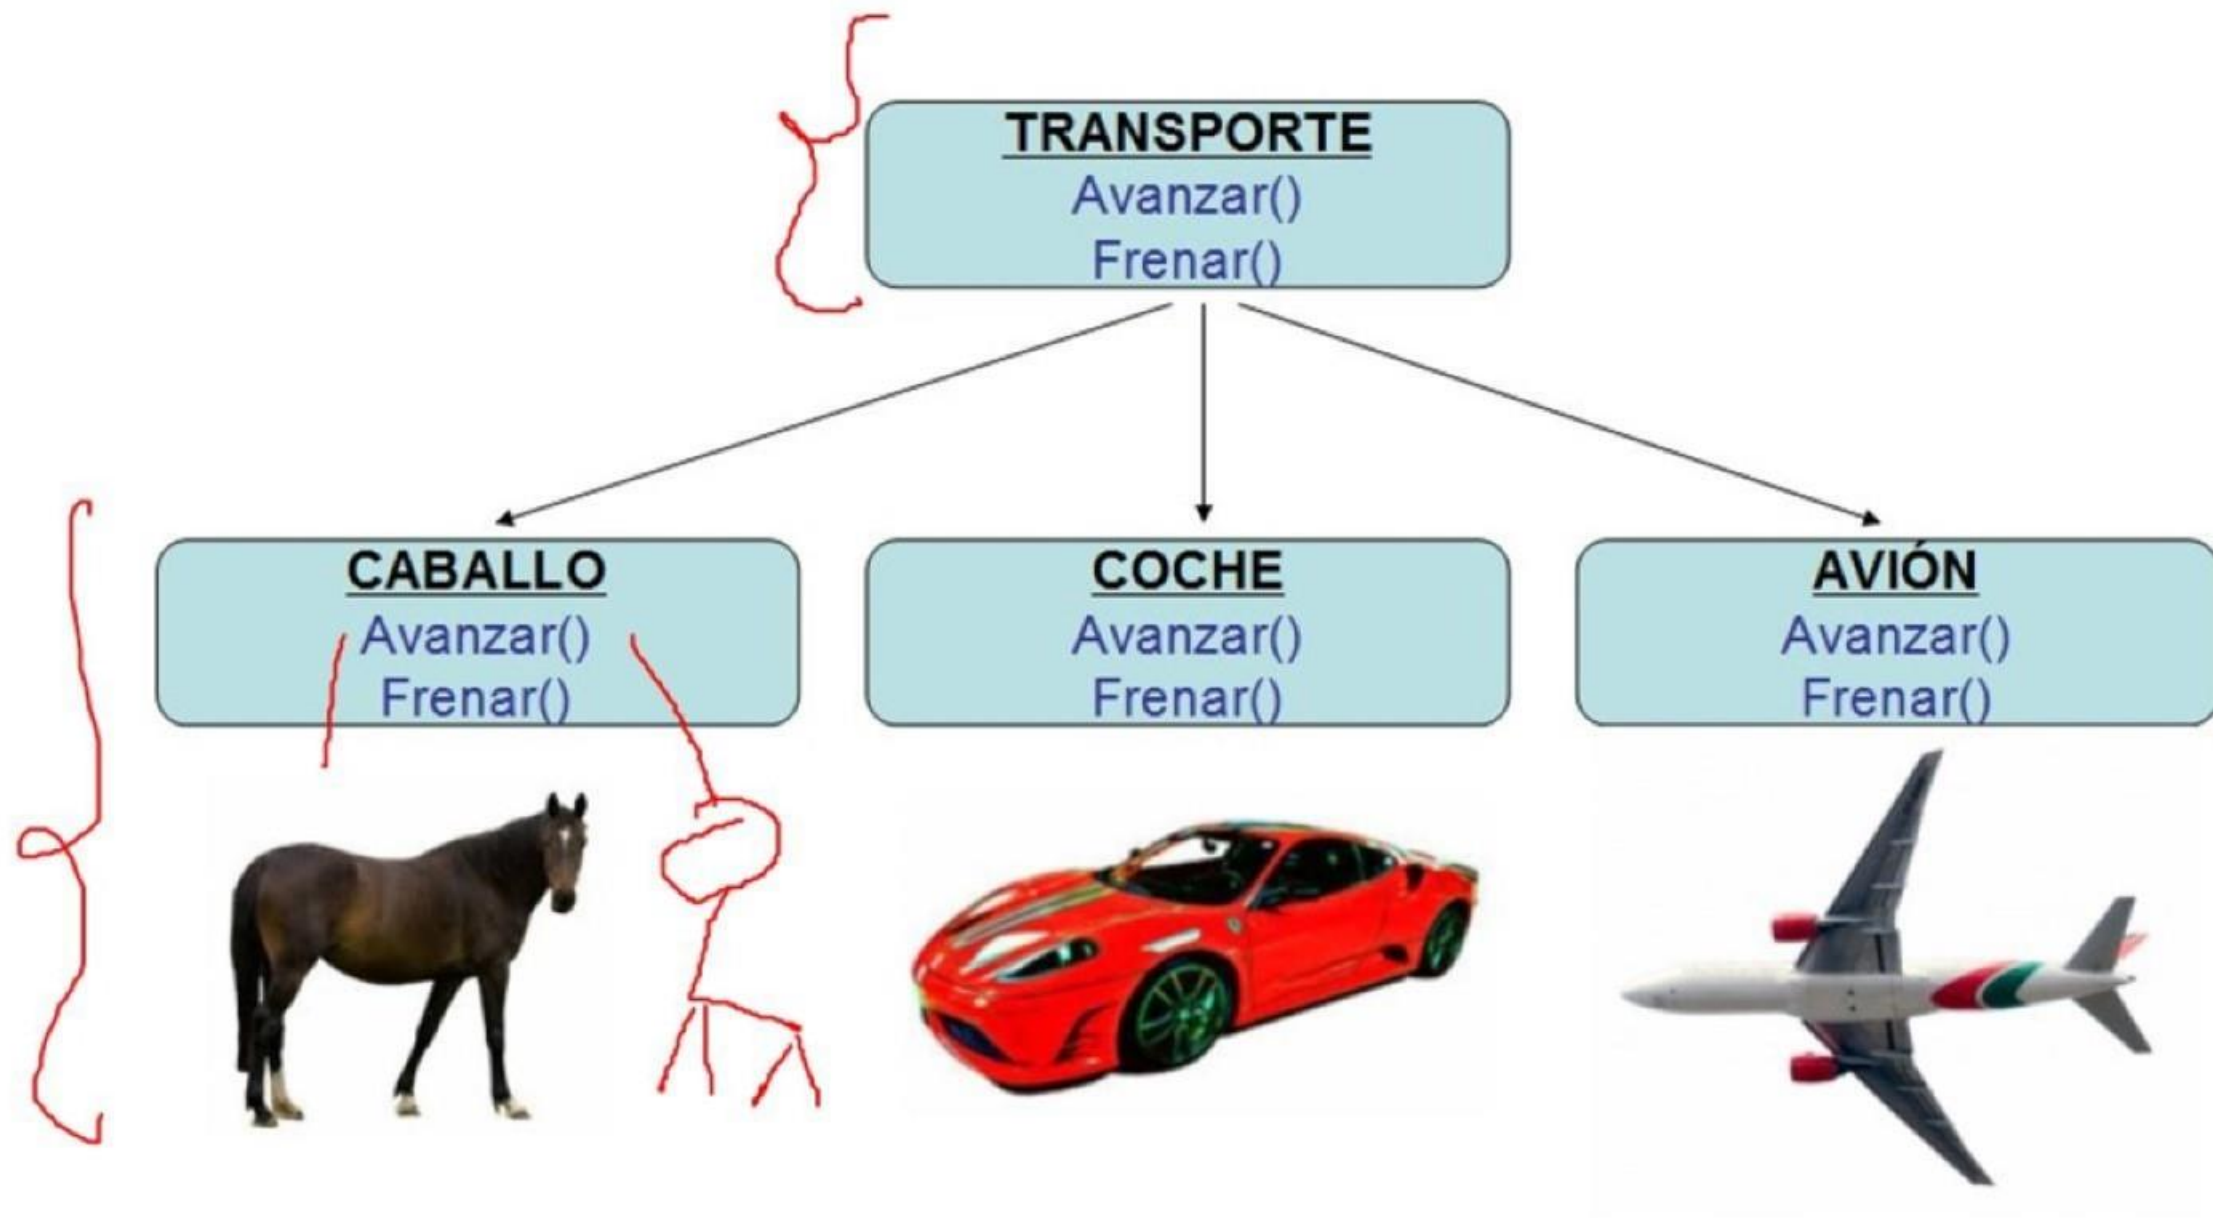 TRANSPORTE
Avanzar()
Frenar()
CABALLO
Avanzar()
Frenar()
COCHE
Avanzar()
Frenar()
AVIÓN
Avanzar()
Frenar()